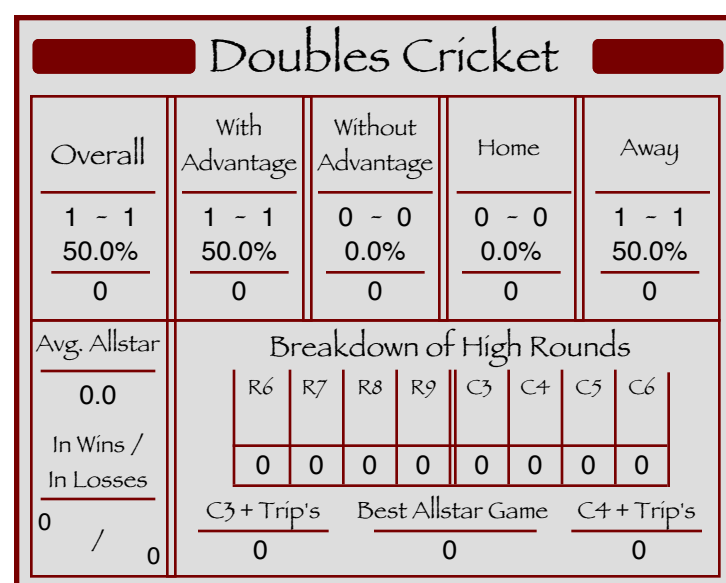 Doubles Cricket
Overall
With
Advantage
Without
Advantage
Home
Away
1 ~ 1
1 ~ 1
0 ~ 0
0 ~ 0
1 ~ 1
50.0%
50.0%
0.0%
0.0%
50.0%
0
0
0
0
0
Avg. Allstar
0.0
In Wins /
In Losses
0 / 0
Breakdown of High Rounds
R6 R7 R8 R9 C3 C4 C5 C6
0 0 0 0 0 0 0 0
C3 + Trip's
Best Allstar Game
C4 + Trip's
0
0
0